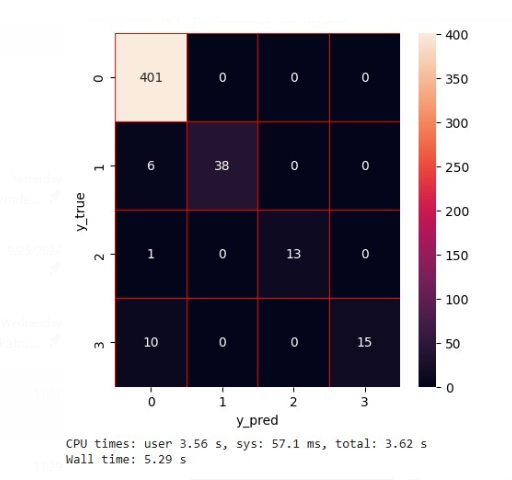 400
0 401 0 0 0
350
300
1 6 38 0 0
250
200
y_true
150
2 1 0 13 0
100
3 10 0 0 15
50
0
0 1 2 3
y_pred
CPU times: user 3.56 s, sys: 57.1 ms, total: 3.62 s
Wall time: 5.29 s